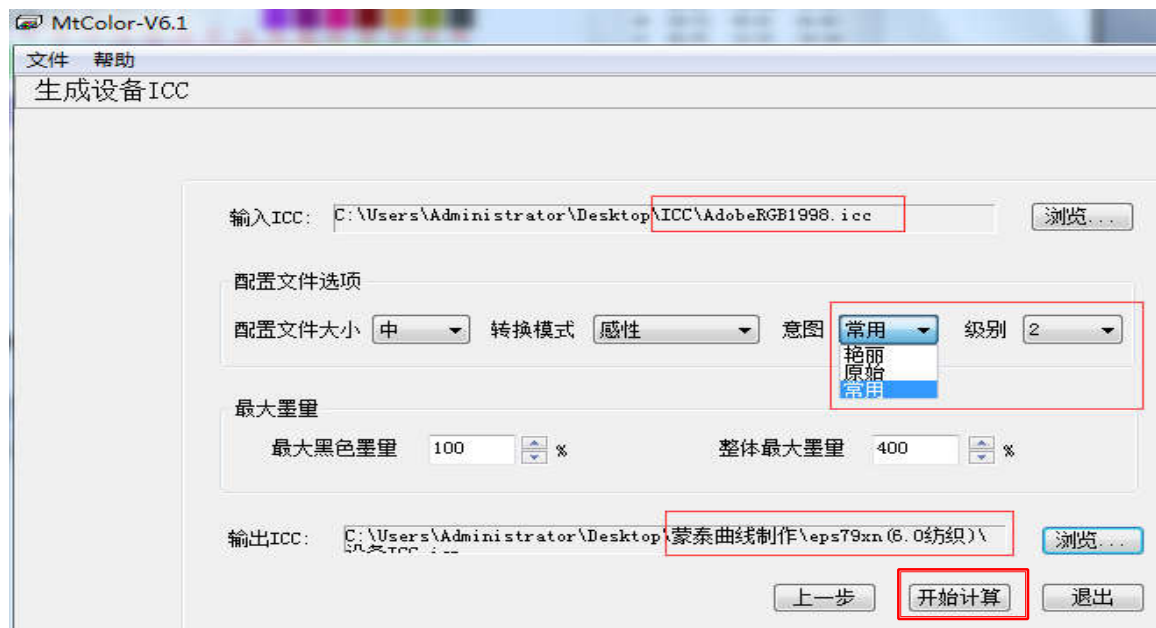 MtColor-V6.1
文件 帮助
生成设备ICC
输入ICC: C:\Users\Administrator\Desktop\ICC\AdobeRGB1998.icc 浏览...
配置文件选项
配置文件大小 中 转换模式 感性 意图 常用 级别 2
艳丽
原始
常用
最大墨量
最大黑色墨里 100 % 整体最大墨里 400 %
输出ICC: C:\Users\Administrator\Desktop\蒙泰曲线制作\eps79xn(6.0纺织)\ 浏览...
上一步 开始计算 退出